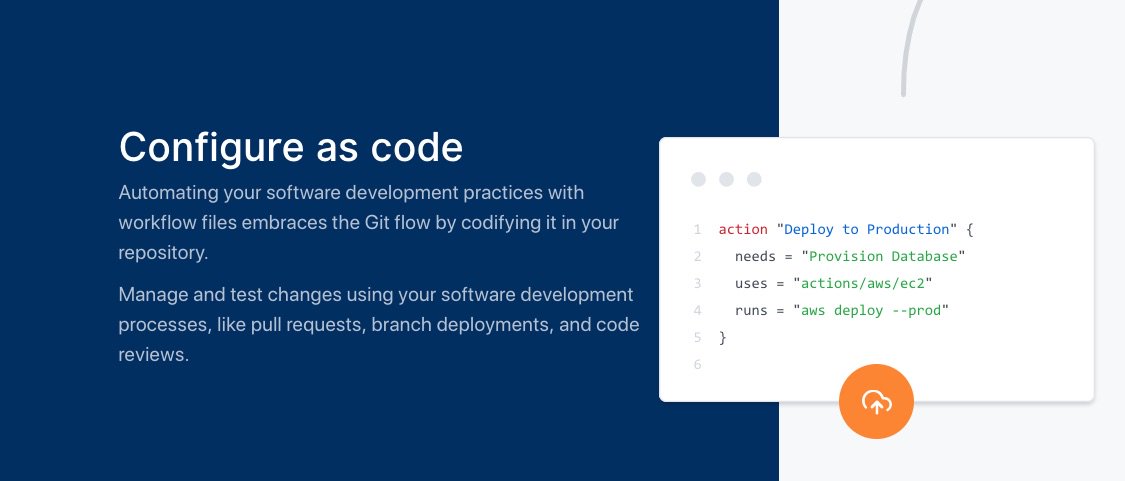 Configure as code
Automating your software development practices with
workflow files embraces the Git flow by codifying it in your
repository.
Manage and test changes using your software development
processes, like pull requests, branch deployments, and code
reviews.
1 action "Deploy to Production" {
2   needs = "Provision Database"
3   uses = "actions/aws/ec2"
4   runs = "aws deploy --prod"
5 }
6